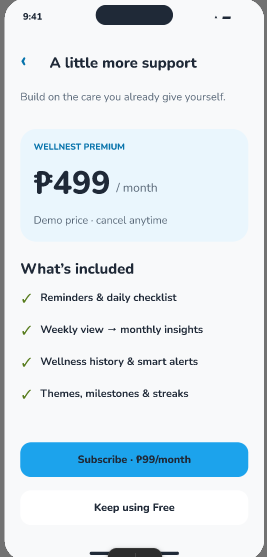 9:41
‹ A little more support
Build on the care you already give yourself.
WELLNEST PREMIUM
₱499 / month
Demo price · cancel anytime
What's included
✓ Reminders & daily checklist
✓ Weekly view → monthly insights
✓ Wellness history & smart alerts
✓ Themes, milestones & streaks
Subscribe · ₱99/month
Keep using Free